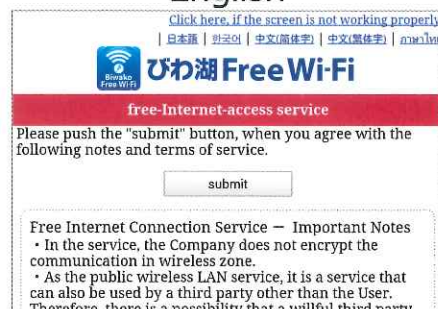 English
Click here, if the screen is not working properly
| 日本語 | 한국어 | 中文(简体字) | 中文(繁体字) | ภาษาไทย
Biwako
Free Wi-Fi
びわ湖 Free Wi-Fi
free-Internet-access service
Please push the "submit" button, when you agree with the
following notes and terms of service.
submit
Free Internet Connection Service － Important Notes
・In the service, the Company does not encrypt the
communication in wireless zone.
・As the public wireless LAN service, it is a service that
can also be used by a third party other than the User.
Therefore, there is a possibility that a willful third party